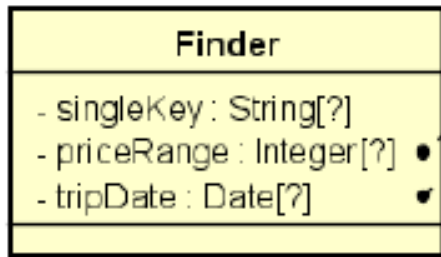 Finder
- singleKey : String[?]
- priceRange : Integer[?]
- tripDate : Date[?]